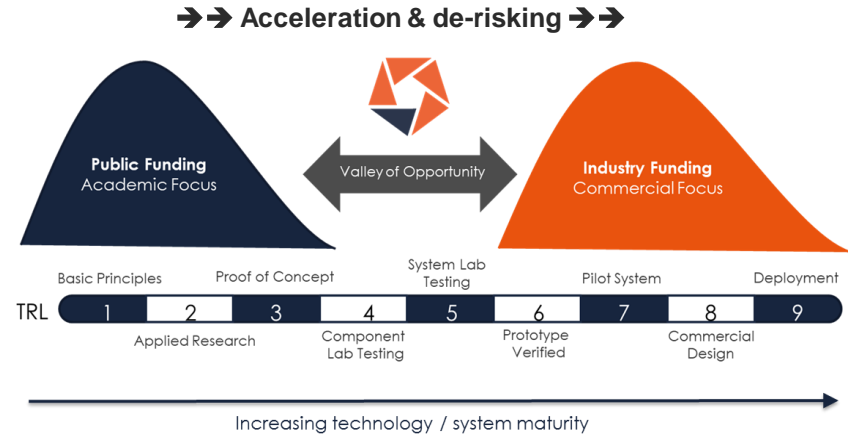 ➔➔ Acceleration & de-risking ➔➔
Public Funding
Academic Focus
Valley of Opportunity
Industry Funding
Commercial Focus
Basic Principles
Proof of Concept
System Lab
Testing
Pilot System
Deployment
TRL 1 2 3 4 5 6 7 8 9
Applied Research
Component
Lab Testing
Prototype
Verified
Commercial
Design
Increasing technology / system maturity